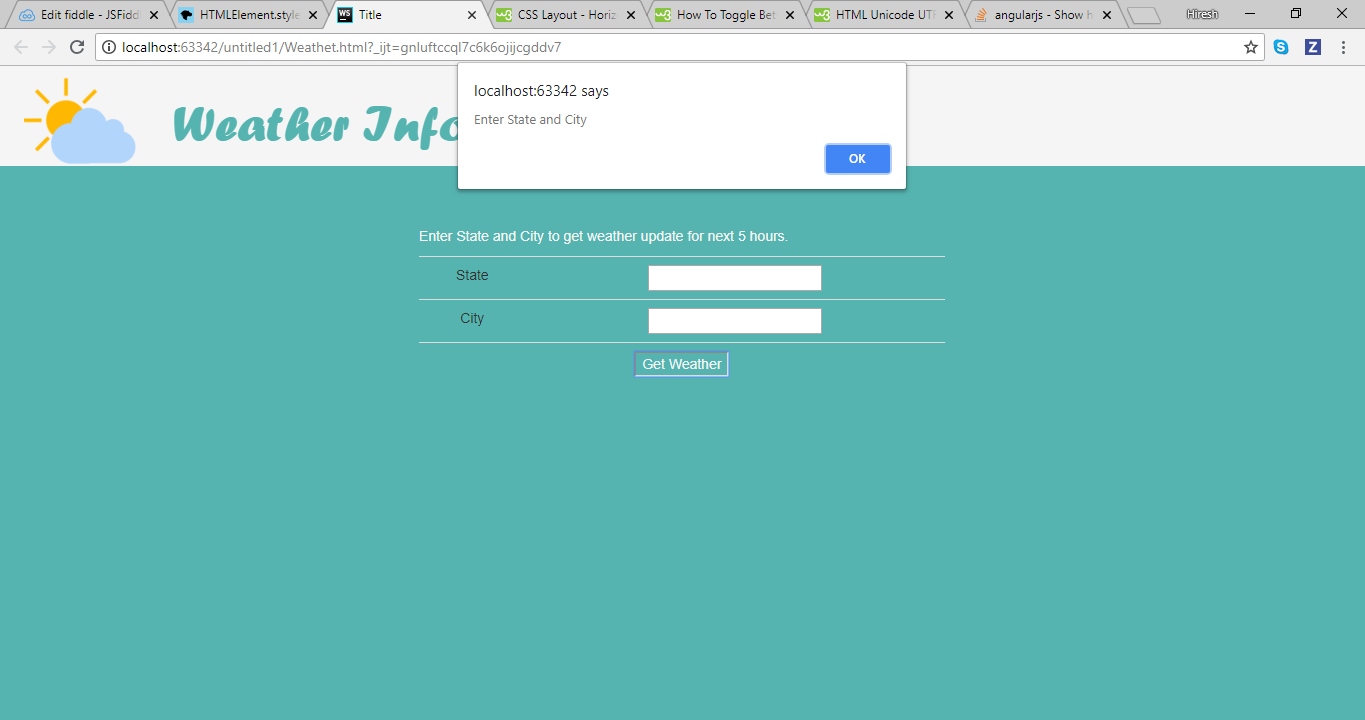 Edit fiddle - JSFidd
HTMLElement.style
WS
Title
CSS Layout - Horiz
How To Toggle Bet
HTML Unicode UTF
angularjs - Show h
Hiresh
localhost:63342/untitled1/Weathet.html?_ijt=gnluftccql7c6k6ojijcgddv7
Weather Info
localhost:63342 says
Enter State and City
OK
Enter State and City to get weather update for next 5 hours.
State
City
Get Weather